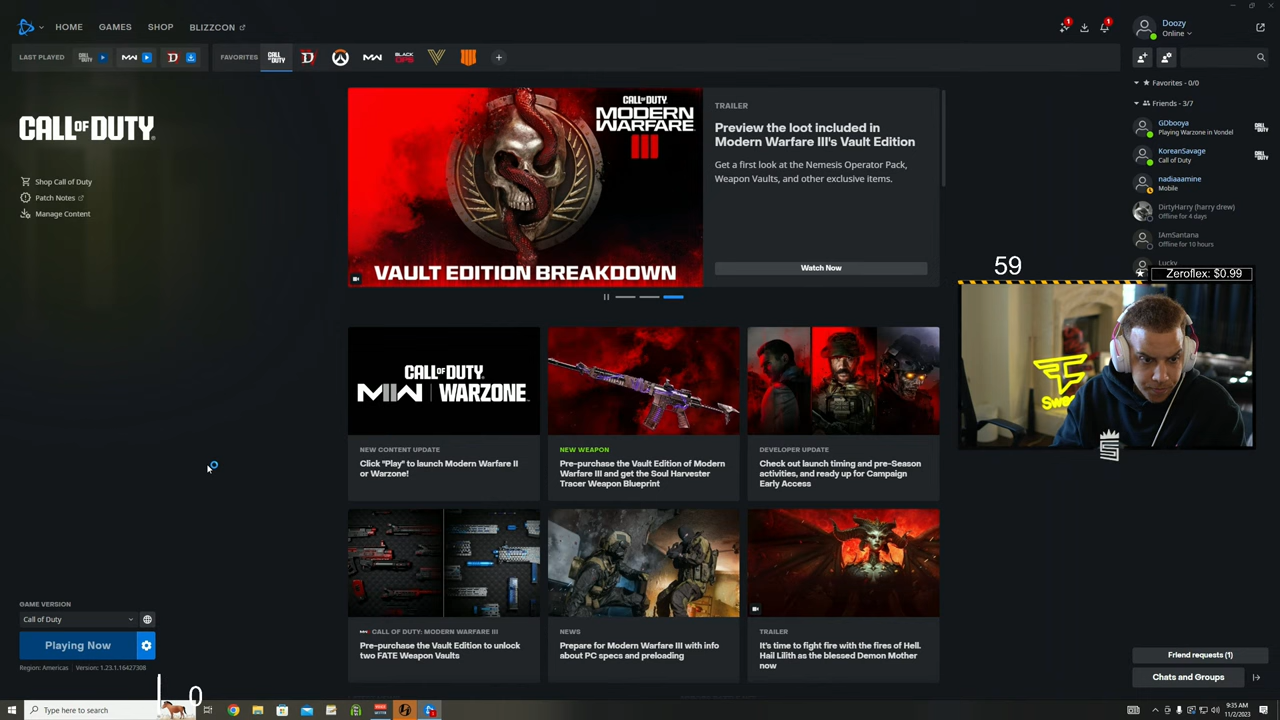 HOME
GAMES
SHOP
BLIZZCON
1
1
Doozy
Online
LAST PLAYED
FAVORITES
CALL OF DUTY
Shop Call of Duty
Patch Notes
Manage Content
CALL OF DUTY
MODERN
WARFARE
III
VAULT EDITION BREAKDOWN
TRAILER
Preview the loot included in
Modern Warfare III's Vault Edition
Get a first look at the Nemesis Operator Pack,
Weapon Vaults, and other exclusive items.
Watch Now
Favorites - 0/0
Friends - 3/7
GDbooya
Playing Warzone in Vondel
KoreanSavage
Call of Duty
nadiaaamine
Mobile
DirtyHarry (harry drew)
Offline for 4 days
IAmSantana
Offline for 10 hours
Lucky
59
Zeroflex: $0.99
CALL OF DUTY
MW II | WARZONE
NEW CONTENT UPDATE
Click "Play" to launch Modern Warfare II
or Warzone!
NEW WEAPON
Pre-purchase the Vault Edition of Modern
Warfare III and get the Soul Harvester
Tracer Weapon Blueprint
DEVELOPER UPDATE
Check out launch timing and pre-Season
activities, and ready up for Campaign
Early Access
CALL OF DUTY: MODERN WARFARE III
Pre-purchase the Vault Edition to unlock
two FATE Weapon Vaults
NEWS
Prepare for Modern Warfare III with info
about PC specs and preloading
TRAILER
It's time to fight fire with the fires of Hell.
Hail Lilith as the blessed Demon Mother
now
GAME VERSION
Call of Duty
Playing Now
Region: Americas | Version: 1.23.1.16427308
Friend requests (1)
Chats and Groups
L 0
Type here to search
9:35 AM
11/2/2023